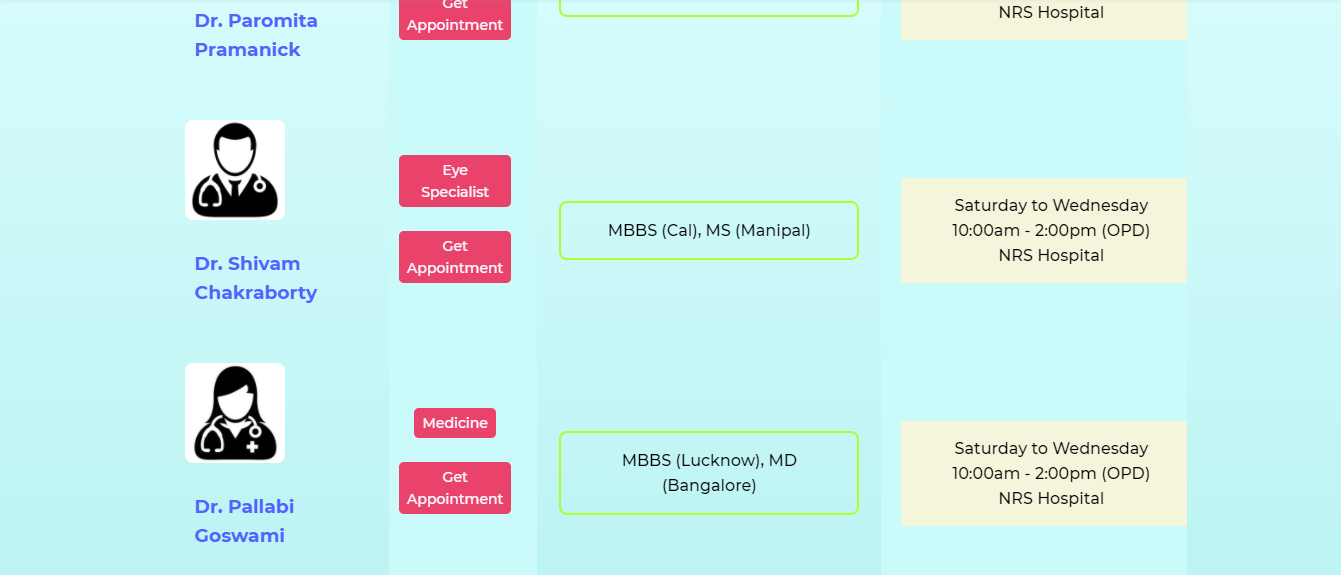 Dr. Paromita
Pramanick
Get
Appointment
NRS Hospital
Dr. Shivam
Chakraborty
Eye
Specialist
Get
Appointment
MBBS (Cal), MS (Manipal)
Saturday to Wednesday
10:00am - 2:00pm (OPD)
NRS Hospital
Dr. Pallabi
Goswami
Medicine
Get
Appointment
MBBS (Lucknow), MD
(Bangalore)
Saturday to Wednesday
10:00am - 2:00pm (OPD)
NRS Hospital